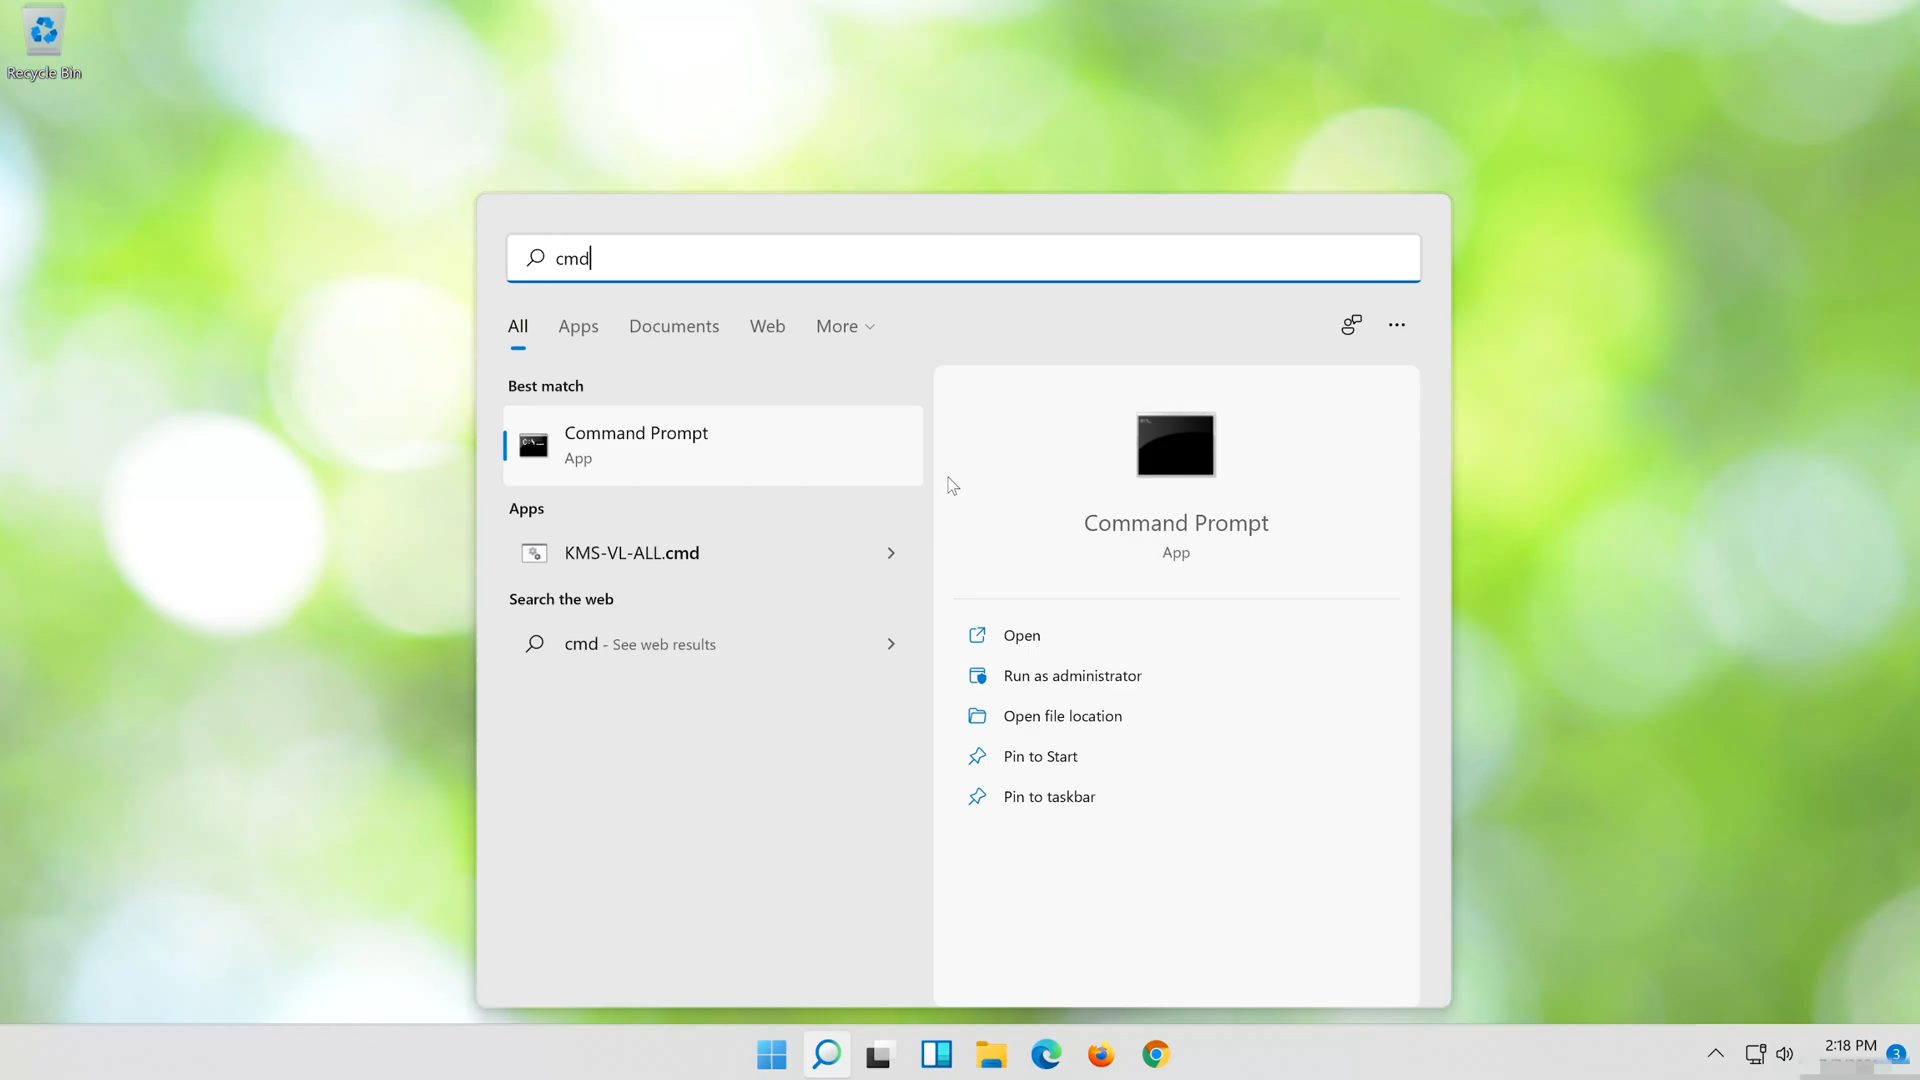 Recycle Bin
cmd
All Apps Documents Web More
Best match
Command Prompt
App
Apps
KMS-VL-ALL.cmd
Search the web
cmd - See web results
Command Prompt
App
Open
Run as administrator
Open file location
Pin to Start
Pin to taskbar
2:18 PM
3